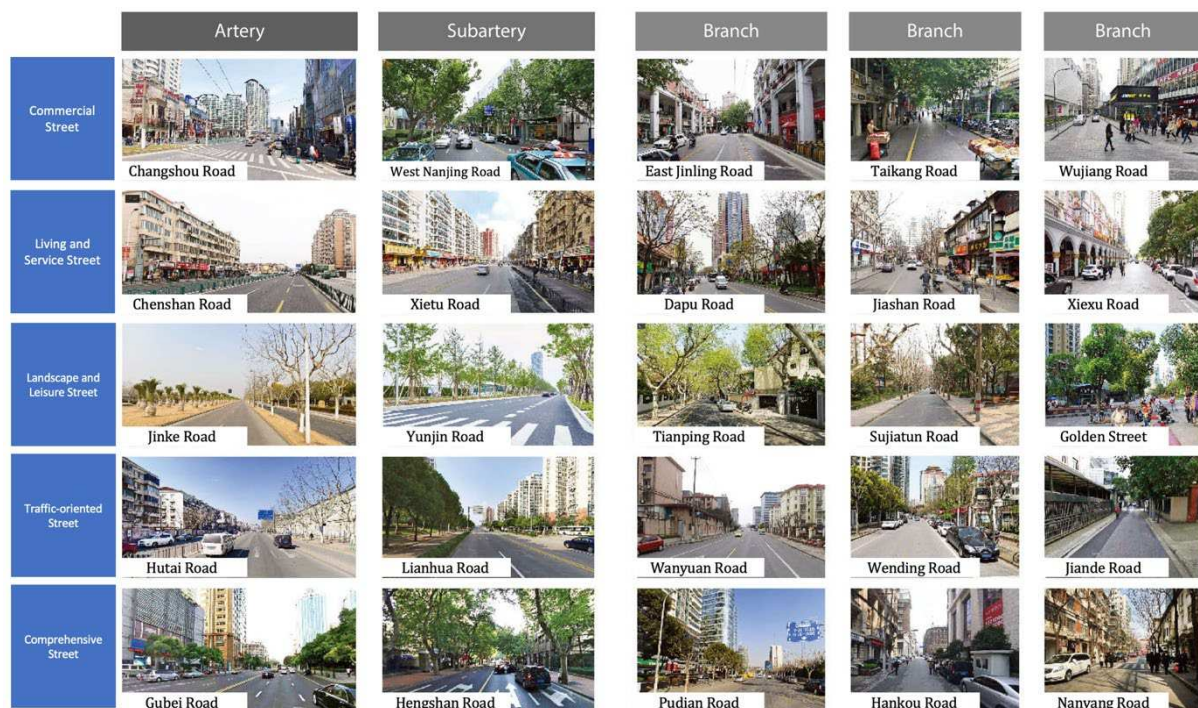 Artery
Subartery
Branch
Branch
Branch
Commercial
Street
Changshou Road
West Nanjing Road
East Jinling Road
Taikang Road
Wujiang Road
Living and
Service Street
Chenshan Road
Xietu Road
Dapu Road
Jiashan Road
Xiexu Road
Landscape and
Leisure Street
Jinke Road
Yunjin Road
Tianping Road
Sujiatun Road
Golden Street
Traffic-oriented
Street
Hutai Road
Lianhua Road
Wanyuan Road
Wending Road
Jiande Road
Comprehensive
Street
Gubei Road
Hengshan Road
Pudian Road
Hankou Road
Nanyang Road